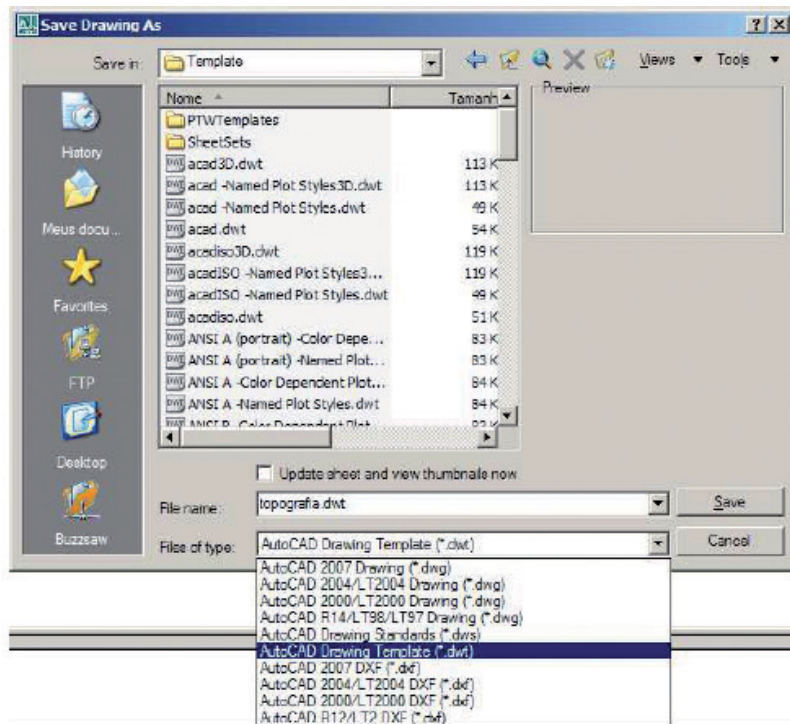 Save Drawing As
Save in: Template Views Tools
Nome Tamanh
Preview
PTWTemplates
SheetSets
acad3D.dwt 113 K
acad -Named Plot Styles3D.dwt 113 K
acad -Named Plot Styles.dwt 49 K
acad.dwt 54 K
acadiso3D.dwt 119 K
acadISO -Named Plot Styles3... 119 K
acadISO -Named Plot Styles.dwt 49 K
acadiso.dwt 51 K
ANSI A (portrait) -Color Depe... 83 K
ANSI A (portrait) -Named Plot... 83 K
ANSI A -Color Dependent Plot... 84 K
ANSI A -Named Plot Styles.dwt 84 K
History
Meus docu ...
Favorites
FTP
Desktop
Buzzsaw
Update sheet and view thumbnails now
File name: topografia.dwt Save
Files of type: AutoCAD Drawing Template (*.dwt) Cancel
AutoCAD 2007 Drawing (*.dwg)
AutoCAD 2004/LT2004 Drawing (*.dwg)
AutoCAD 2000/LT2000 Drawing (*.dwg)
AutoCAD R14/LT98/LT97 Drawing (*.dwg)
AutoCAD Drawing Standards (*.dws)
AutoCAD Drawing Template (*.dwt)
AutoCAD 2007 DXF (*.dxf)
AutoCAD 2004/LT2004 DXF (*.dxf)
AutoCAD 2000/LT2000 DXF (*.dxf)
AutoCAD R12/LT2 DXF (*.dxf)